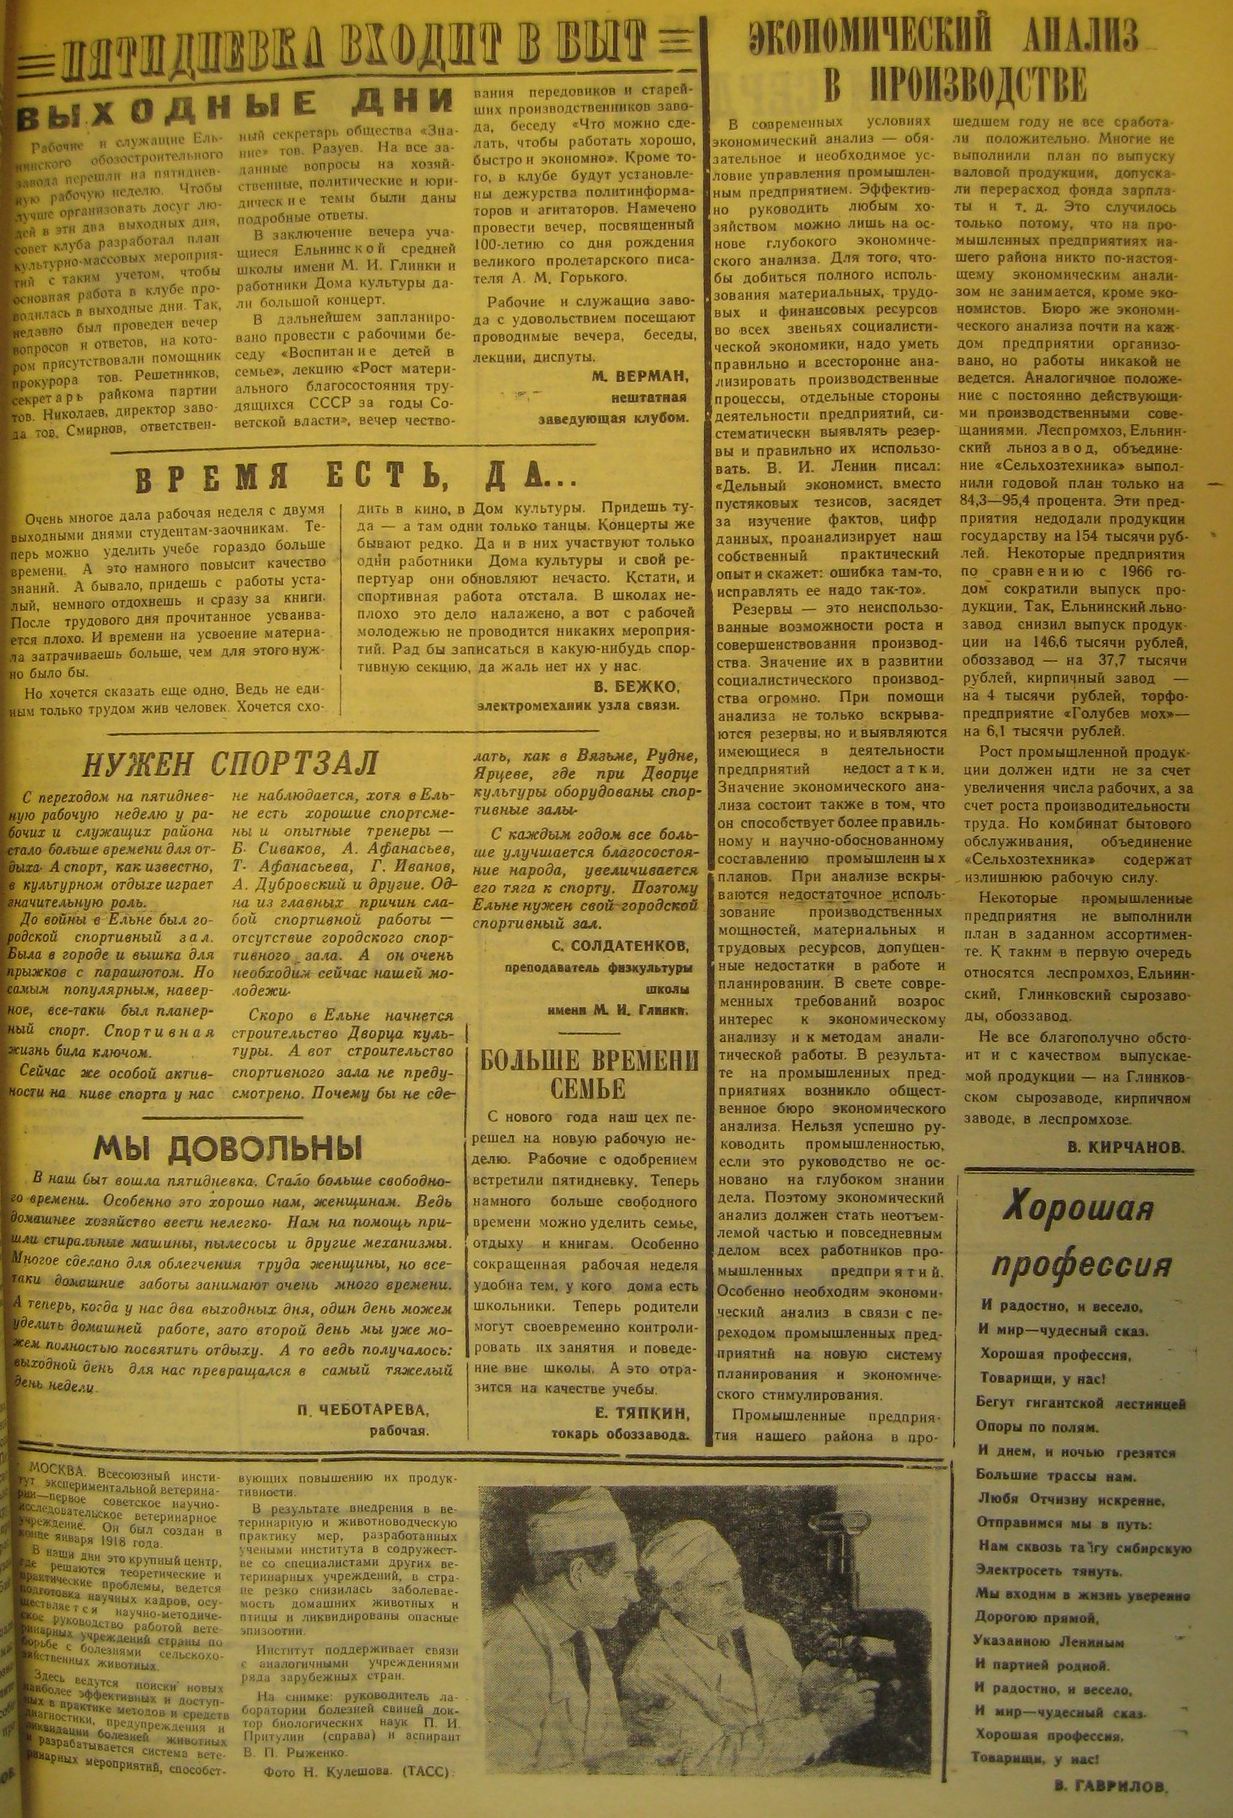 ПЯТИДНЕВКА ВХОДИТ В БЫТ
ВЫХОДНЫЕ ДНИ
Рабочие и служащие Ель-
нинского обозостроительного
завода перешли на пятиднев-
ную рабочую неделю. Чтобы
лучше организовать досуг лю-
дей в эти два выходных дня,
совет клуба разработал план
культурно-массовых мероприя-
тий с таким учетом, чтобы
основная работа в клубе про-
водилась в выходные дни. Так,
недавно был проведен вечер
вопросов и ответов, на кото-
ром присутствовали помощник
прокурора тов. Решетников,
секретарь райкома партии
тов. Николаев, директор заво-
да тов. Смирнов, ответствен-
ный секретарь общества «Зна-
ние» тов. Разуев. На все за-
данные вопросы на хозяй-
ственные, политические и юри-
дические темы были даны
подробные ответы.
В заключение вечера уча-
щиеся Ельнинской средней
школы имени М. И. Глинки и
работники Дома культуры да-
ли большой концерт.
В дальнейшем запланиро-
вано провести с рабочими бе-
седу «Воспитание детей в
семье», лекцию «Рост матери-
ального благосостояния тру-
дящихся СССР за годы Со-
ветской власти», вечер чество-
вания передовиков и старей-
ших производственников заво-
да, беседу «Что можно сде-
лать, чтобы работать хорошо,
быстро и экономно». Кроме то-
го, в клубе будут установле-
ны дежурства политинформа-
торов и агитаторов. Намечено
провести вечер, посвященный
100-летию со дня рождения
великого пролетарского писа-
теля А. М. Горького.
Рабочие и служащие заво-
да с удовольствием посещают
проводимые вечера, беседы,
лекции, диспуты.
М. ВЕРМАН,
нештатная
заведующая клубом.
ВРЕМЯ ЕСТЬ, ДА...
Очень многое дала рабочая неделя с двумя
выходными днями студентам-заочникам. Те-
перь можно уделить учебе гораздо больше
времени. А это намного повысит качество
знаний. А бывало, придешь с работы уста-
лый, немного отдохнешь и сразу за книги.
После трудового дня прочитанное усваива-
ется плохо. И времени на усвоение материа-
ла затрачиваешь больше, чем для этого нуж-
но было бы.
Но хочется сказать еще одно. Ведь не еди-
ным только трудом жив человек. Хочется схо-
дить в кино, в Дом культуры. Придешь ту-
да — а там одни только танцы. Концерты же
бывают редко. Да и в них участвуют только
одни работники Дома культуры и свой ре-
пертуар они обновляют нечасто. Кстати, и
спортивная работа отстала. В школах не-
плохо это дело налажено, а вот с рабочей
молодежью не проводится никаких мероприя-
тий. Рад бы записаться в какую-нибудь спор-
тивную секцию, да жаль нет их у нас.
В. БЕЖКО,
электромеханик узла связи.
НУЖЕН СПОРТЗАЛ
С переходом на пятиднев-
ную рабочую неделю у ра-
бочих и служащих района
стало больше времени для от-
дыха. А спорт, как известно,
в культурном отдыхе играет
значительную роль.
До войны в Ельне был го-
родской спортивный зал.
Была в городе и вышка для
прыжков с парашютом. Но
самым популярным, навер-
ное, все-таки был планер-
ный спорт. Спортивная
жизнь била ключом.
Сейчас же особой актив-
ности на ниве спорта у нас
не наблюдается, хотя в Ель-
не есть хорошие спортсме-
ны и опытные тренеры —
Б. Сиваков, А. Афанасьев,
Т. Афанасьева, Г. Иванов,
А. Дубровский и другие. Од-
на из главных причин сла-
бой спортивной работы —
отсутствие городского спор-
тивного зала. А он очень
необходим сейчас нашей мо-
лодежи.
Скоро в Ельне начнется
строительство Дворца куль-
туры. А вот строительство
спортивного зала не преду-
смотрено. Почему бы не сде-
лать, как в Вязьме, Рудне,
Ярцеве, где при Дворце
культуры оборудованы спор-
тивные залы.
С каждым годом все боль-
ше улучшается благосостоя-
ние народа, увеличивается
его тяга к спорту. Поэтому
Ельне нужен свой городской
спортивный зал.
С. СОЛДАТЕНКОВ,
преподаватель физкультуры
школы
имени М. И. Глинки.
МЫ ДОВОЛЬНЫ
В наш быт вошла пятидневка. Стало больше свободно-
го времени. Особенно это хорошо нам, женщинам. Ведь
домашнее хозяйство вести нелегко. Нам на помощь при-
шли стиральные машины, пылесосы и другие механизмы.
Многое сделано для облегчения труда женщины, но все-
таки домашние заботы занимают очень много времени.
А теперь, когда у нас два выходных дня, один день можем
уделить домашней работе, зато второй день мы уже мо-
жем полностью посвятить отдыху. А то ведь получалось:
выходной день для нас превращался в самый тяжелый
день недели.
П. ЧЕБОТАРЕВА,
рабочая.
БОЛЬШЕ ВРЕМЕНИ
СЕМЬЕ
С нового года наш цех пе-
решел на новую рабочую не-
делю. Рабочие с одобрением
встретили пятидневку. Теперь
намного больше свободного
времени можно уделить семье,
отдыху и книгам. Особенно
сокращенная рабочая неделя
удобна тем, у кого дома есть
школьники. Теперь родители
могут своевременно контроли-
ровать их занятия и поведе-
ние вне школы. А это отра-
зится на качестве учебы.
Е. ТЯПКИН,
токарь обоззавода.
ЭКОНОМИЧЕСКИЙ АНАЛИЗ
В ПРОИЗВОДСТВЕ
В современных условиях
экономический анализ — обя-
зательное и необходимое ус-
ловие управления промышлен-
ным предприятием. Эффектив-
но руководить любым хо-
зяйством можно лишь на ос-
нове глубокого экономиче-
ского анализа. Для того, что-
бы добиться полного исполь-
зования материальных, трудо-
вых и финансовых ресурсов
во всех звеньях социалисти-
ческой экономики, надо уметь
правильно и всесторонне ана-
лизировать производственные
процессы, отдельные стороны
деятельности предприятий, си-
стематически выявлять резер-
вы и правильно их использо-
вать. В. И. Ленин писал:
«Дельный экономист, вместо
пустяковых тезисов, засядет
за изучение фактов, цифр
данных, проанализирует наш
собственный практический
опыт и скажет: ошибка там-то,
исправлять ее надо так-то».
Резервы — это неиспользо-
ванные возможности роста и
совершенствования производ-
ства. Значение их в развитии
социалистического производ-
ства огромно. При помощи
анализа не только вскрыва-
ются резервы, но и выявляются
имеющиеся в деятельности
предприятий недостатки.
Значение экономического ана-
лиза состоит также в том, что
он способствует более правиль-
ному и научно-обоснованному
составлению промышленных
планов. При анализе вскры-
ваются недостаточное исполь-
зование производственных
мощностей, материальных и
трудовых ресурсов, допущен-
ные недостатки в работе и
планировании. В свете совре-
менных требований возрос
интерес к экономическому
анализу и к методам анали-
тической работы. В результа-
те на промышленных пред-
приятиях возникло общест-
венное бюро экономического
анализа. Нельзя успешно ру-
ководить промышленностью,
если это руководство не ос-
новано на глубоком знании
дела. Поэтому экономический
анализ должен стать неотъем-
лемой частью и повседневным
делом всех работников про-
мышленных предприятий.
Особенно необходим экономи-
ческий анализ в связи с пе-
реходом промышленных пред-
приятий на новую систему
планирования и экономиче-
ского стимулирования.
Промышленные предприя-
тия нашего района в про-
шедшем году не все сработа-
ли положительно. Многие не
выполнили план по выпуску
валовой продукции, допуска-
ли перерасход фонда зарпла-
ты и т. д. Это случилось
только потому, что на про-
мышленных предприятиях на-
шего района никто по-настоя-
щему экономическим анали-
зом не занимается, кроме эко-
номистов. Бюро же экономи-
ческого анализа почти на каж-
дом предприятии организо-
вано, но работы никакой не
ведется. Аналогичное положе-
ние с постоянно действующи-
ми производственными сове-
щаниями. Леспромхоз, Ельнин-
ский льнозавод, объедине-
ние «Сельхозтехника» выпол-
нили годовой план только на
84,3—95,4 процента. Эти пред-
приятия недодали продукции
государству на 154 тысячи руб-
лей. Некоторые предприятия
по сравнению с 1966 го-
дом сократили выпуск про-
дукции. Так, Ельнинский льно-
завод снизил выпуск продук-
ции на 146,6 тысячи рублей,
обоззавод — на 37,7 тысячи
рублей, кирпичный завод —
на 4 тысячи рублей, торфо-
предприятие «Голубев мох»—
на 6,1 тысячи рублей.
Рост промышленной продук-
ции должен идти не за счет
увеличения числа рабочих, а за
счет роста производительности
труда. Но комбинат бытового
обслуживания, объединение
«Сельхозтехника» содержат
излишнюю рабочую силу.
Некоторые промышленные
предприятия не выполнили
план в заданном ассортимен-
те. К таким в первую очередь
относятся леспромхоз, Ельнин-
ский, Глинковский сырозаво-
ды, обоззавод.
Не все благополучно обсто-
ит и с качеством выпускае-
мой продукции — на Глинков-
ском сырозаводе, кирпичном
заводе, в леспромхозе.
В. КИРЧАНОВ.
Хорошая
профессия
И радостно, и весело,
И мир—чудесный сказ.
Хорошая профессия,
Товарищи, у нас!
Бегут гигантской лестницей
Опоры по полям.
И днем, и ночью грезятся
Большие трассы нам.
Любя Отчизну искренне,
Отправимся мы в путь:
Нам сквозь тайгу сибирскую
Электросеть тянуть.
Мы входим в жизнь уверенно
Дорогою прямой,
Указанною Лениным
И партией родной.
И радостно, и весело,
И мир—чудесный сказ.
Хорошая профессия,
Товарищи, у нас!
В. ГАВРИЛОВ.
МОСКВА. Всесоюзный инсти-
тут экспериментальной ветерина-
рии—первое советское научно-
исследовательское ветеринарное
учреждение. Он был создан в
конце января 1918 года.
В наши дни это крупный центр,
где решаются теоретические и
практические проблемы, ведется
подготовка научных кадров, осу-
ществляется научно-методиче-
ское руководство работой вете-
ринарных учреждений страны по
борьбе с болезнями сельскохо-
зяйственных животных.
Здесь ведутся поиски новых
наиболее эффективных и доступ-
ных в практике методов и средств
диагностики, предупреждения и
ликвидации болезней животных
и разрабатывается система вете-
ринарных мероприятий, способст-
вующих повышению их продук-
тивности.
В результате внедрения в ве-
теринарную и животноводческую
практику мер, разработанных
учеными института в содружест-
ве со специалистами других ве-
теринарных учреждений, в стра-
не резко снизилась заболевае-
мость домашних животных и
птицы и ликвидированы опасные
эпизоотии.
Институт поддерживает связи
с аналогичными учреждениями
ряда зарубежных стран.
На снимке: руководитель ла-
боратории болезней свиней док-
тор биологических наук П. И.
Притулин (справа) и аспирант
В. П. Рыженко.
Фото Н. Кулешова. (ТАСС).